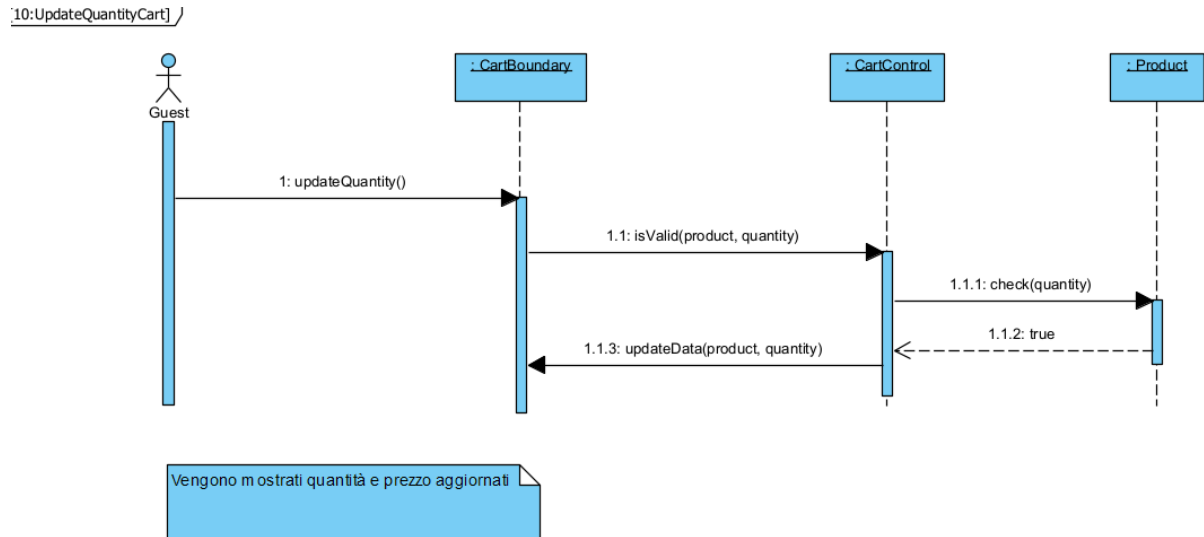 10:UpdateQuantityCart]
Guest
: CartBoundary
: CartControl
: Product
1: updateQuantity()
1.1: isValid(product, quantity)
1.1.1: check(quantity)
1.1.2: true
1.1.3: updateData(product, quantity)
Vengono mostrati quantità e prezzo aggiornati